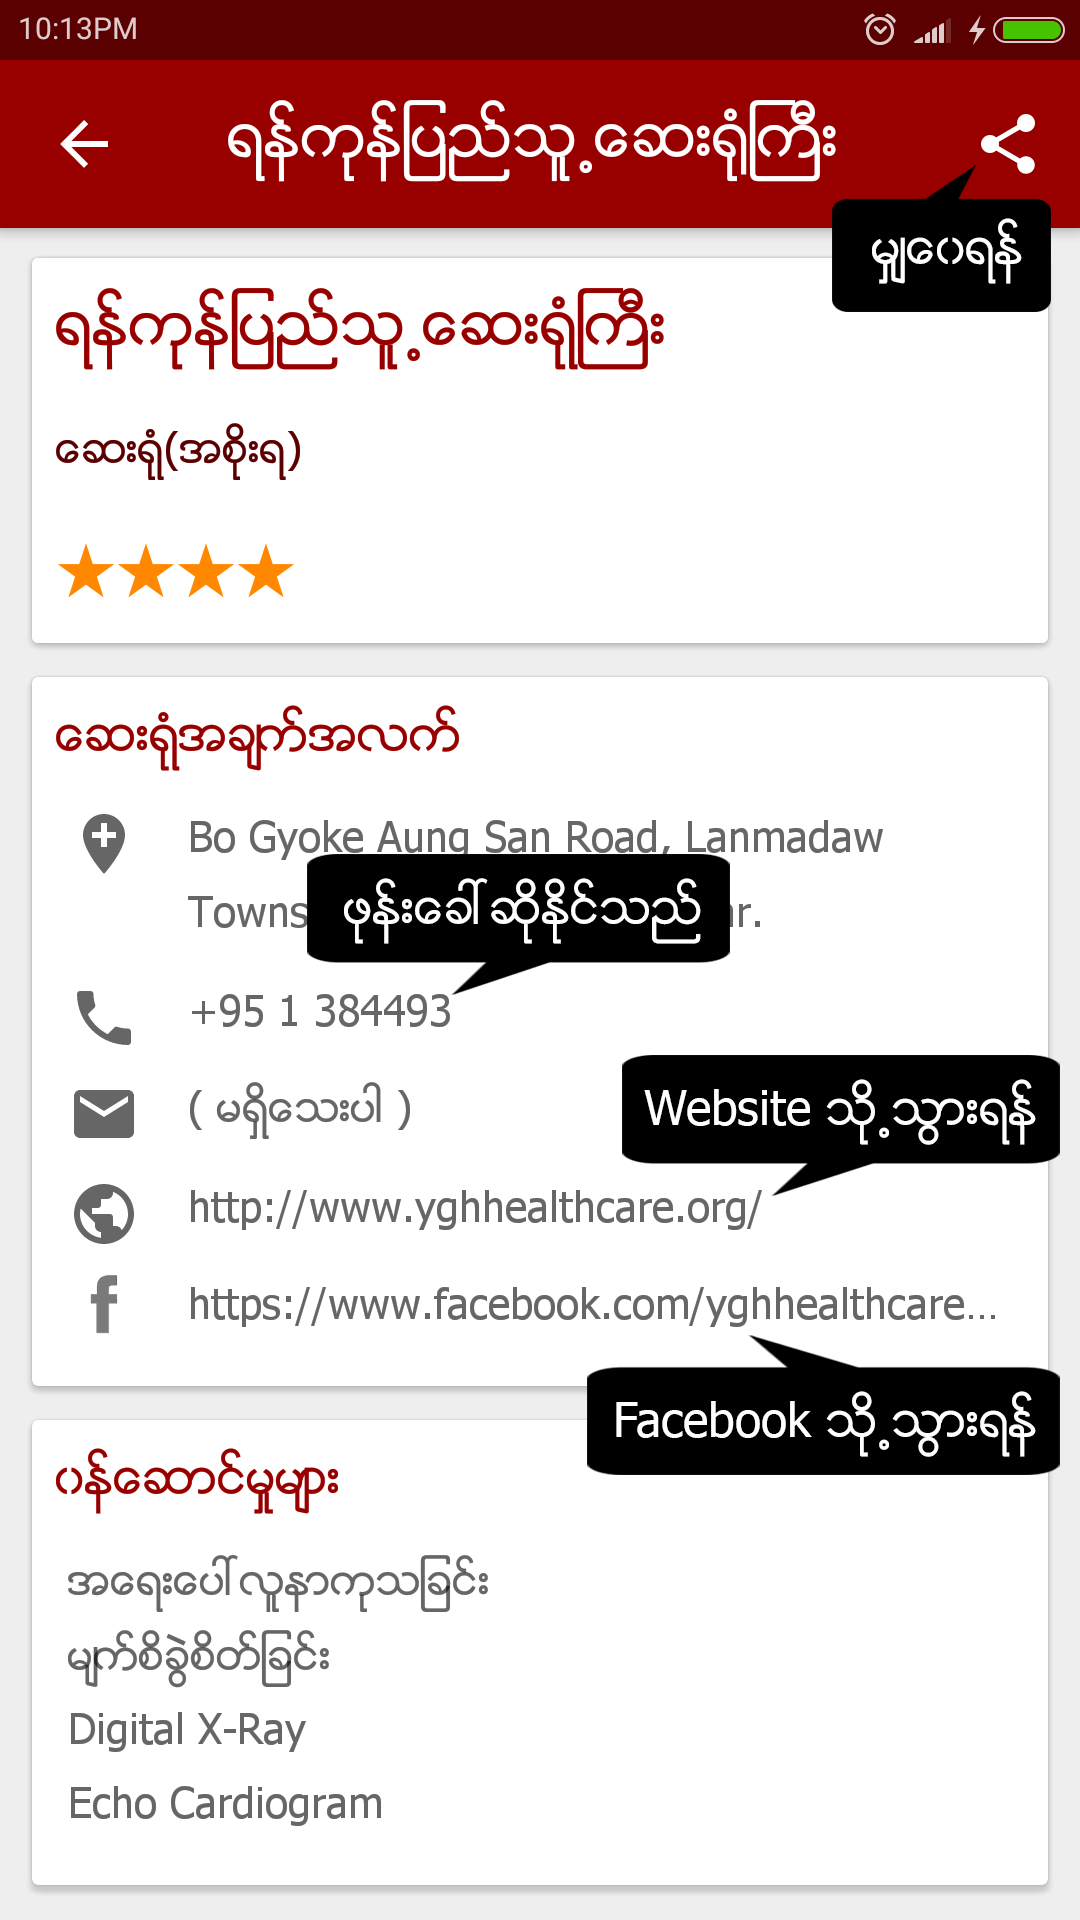 10:13PM
ရန်ကုန်ပြည်သူ့ဆေးရုံကြီး
မျှဝေရန်
ရန်ကုန်ပြည်သူ့ဆေးရုံကြီး
ဆေးရုံ(အစိုးရ)
ဆေးရုံအချက်အလက်
Bo Gyoke Aung San Road, Lanmadaw
ဖုန်းခေါ်ဆိုနိုင်သည်
+95 1 384493
( မရှိသေးပါ )
Website သို့သွားရန်
http://www.yghhealthcare.org/
https://www.facebook.com/yghhealthcare...
Facebook သို့သွားရန်
ဝန်ဆောင်မှုများ
အရေးပေါ်လူနာကုသခြင်း
မျက်စိခွဲစိတ်ခြင်း
Digital X-Ray
Echo Cardiogram